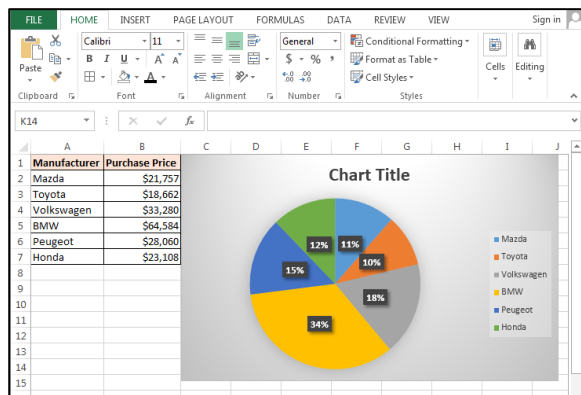 FILE HOME INSERT PAGE LAYOUT FORMULAS DATA REVIEW VIEW Sign in
Paste
Calibri 11
B I U A A
A
General
$ % ,
.0 .00 .00 .0
Conditional Formatting
Format as Table
Cell Styles
Cells
Editing
Clipboard Font Alignment Number Styles
K14 fx
A B C D E F G H I J
1 Manufacturer Purchase Price
2 Mazda $21,757
3 Toyota $18,662
4 Volkswagen $33,280
5 BMW $64,584
6 Peugeot $28,060
7 Honda $23,108
8
9
10
11
12
13
14
15
Chart Title
12% 11%
10%
15%
18%
34%
Mazda
Toyota
Volkswagen
BMW
Peugeot
Honda